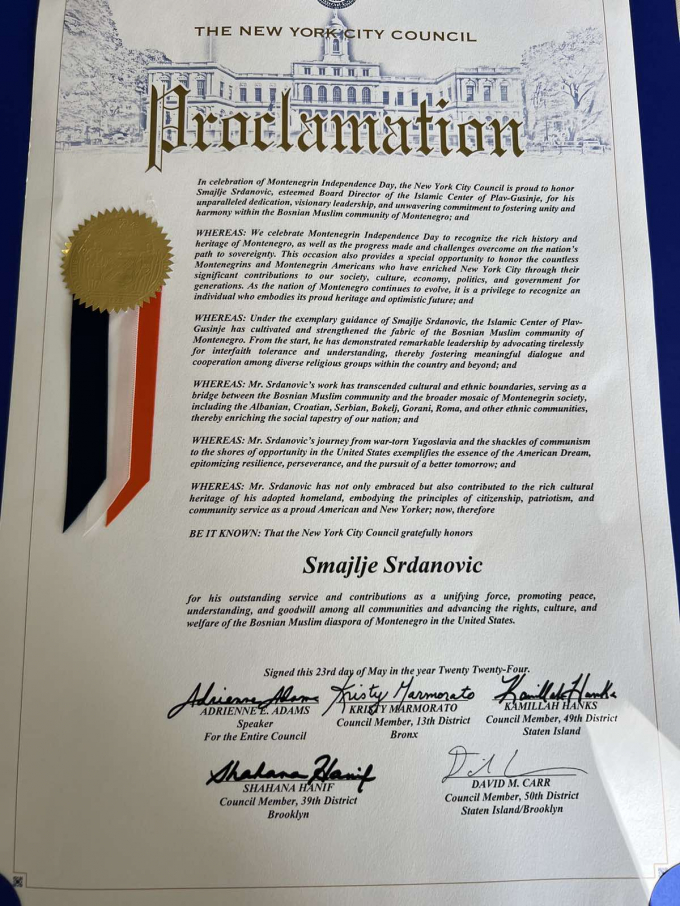 THE NEW YORK CITY COUNCIL
Proclamation
In celebration of Montenegrin Independence Day, the New York City Council is proud to honor
Smajlje Srdanovic, esteemed Board Director of the Islamic Center of Plav-Gusinje, for his
unparalleled dedication, visionary leadership, and unwavering commitment to fostering unity and
harmony within the Bosnian Muslim community of Montenegro; and
WHEREAS: We celebrate Montenegrin Independence Day to recognize the rich history and
heritage of Montenegro, as well as the progress made and challenges overcome on the nation's
path to sovereignty. This occasion also provides a special opportunity to honor the countless
Montenegrins and Montenegrin Americans who have enriched New York City through their
significant contributions to our society, culture, economy, politics, and government for
generations. As the nation of Montenegro continues to evolve, it is a privilege to recognize an
individual who embodies its proud heritage and optimistic future; and
WHEREAS: Under the exemplary guidance of Smajlje Srdanovic, the Islamic Center of Plav-
Gusinje has cultivated and strengthened the fabric of the Bosnian Muslim community of
Montenegro. From the start, he has demonstrated remarkable leadership by advocating tirelessly
for interfaith tolerance and understanding, thereby fostering meaningful dialogue and
cooperation among diverse religious groups within the country and beyond; and
WHEREAS: Mr. Srdanovic's work has transcended cultural and ethnic boundaries, serving as a
bridge between the Bosnian Muslim community and the broader mosaic of Montenegrin society,
including the Albanian, Croatian, Serbian, Bokelj, Gorani, Roma, and other ethnic communities,
thereby enriching the social tapestry of our nation; and
WHEREAS: Mr. Srdanovic's journey from war-torn Yugoslavia and the shackles of communism
to the shores of opportunity in the United States exemplifies the essence of the American Dream,
epitomizing resilience, perseverance, and the pursuit of a better tomorrow; and
WHEREAS: Mr. Srdanovic has not only embraced but also contributed to the rich cultural
heritage of his adopted homeland, embodying the principles of citizenship, patriotism, and
community service as a proud American and New Yorker; now, therefore
BE IT KNOWN: That the New York City Council gratefully honors
Smajlje Srdanovic
for his outstanding service and contributions as a unifying force, promoting peace,
understanding, and goodwill among all communities and advancing the rights, culture, and
welfare of the Bosnian Muslim diaspora of Montenegro in the United States.
Signed this 23rd day of May in the year Twenty Twenty-Four.
Adrienne Adams Kristy Marmorato Kamillah Hanks
ADRIENNE E. ADAMS KRISTY MARMORATO KAMILLAH HANKS
Speaker Council Member, 13th District Council Member, 49th District
For the Entire Council Bronx Staten Island
Shahana Hanif
SHAHANA HANIF DAVID M. CARR
Council Member, 39th District Council Member, 50th District
Brooklyn Staten Island/Brooklyn